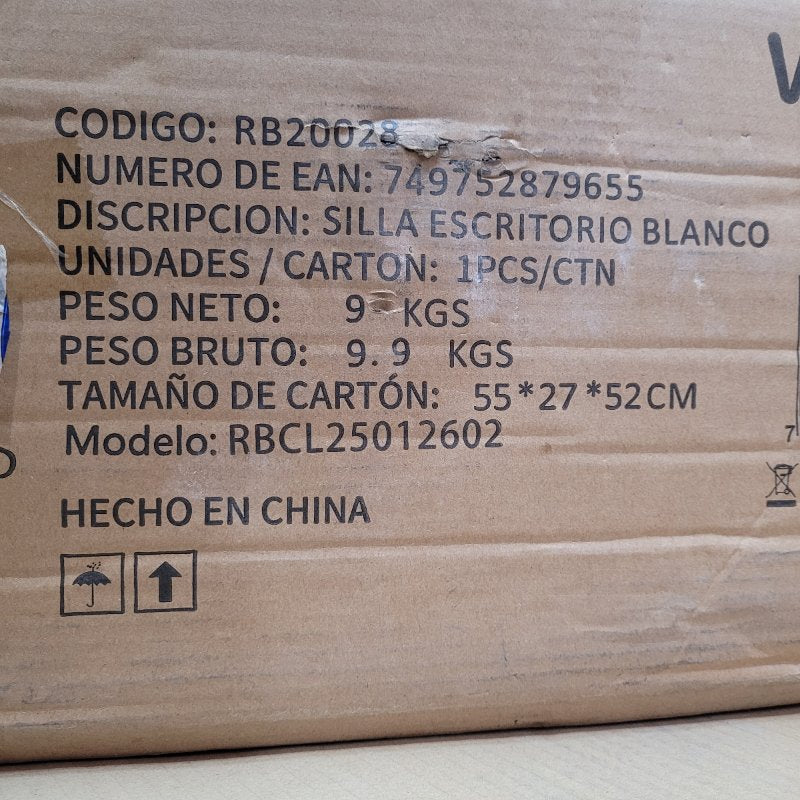 CODIGO: RB20028
NUMERO DE EAN: 749752879655
DISCRIPCION: SILLA ESCRITORIO BLANCO
UNIDADES / CARTON: 1PCS/CTN
PESO NETO: 9 KGS
PESO BRUTO: 9.9 KGS
TAMAÑO DE CARTÓN: 55*27*52CM
Modelo: RBCL25012602
7
HECHO EN CHINA